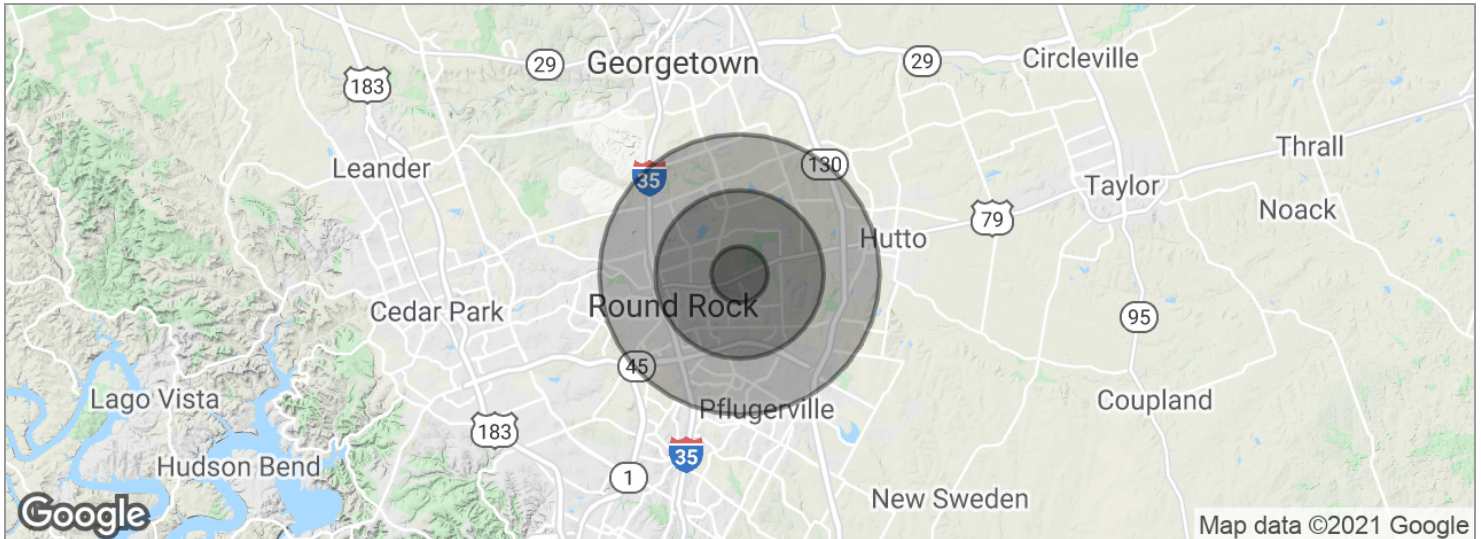 Georgetown
29
29
Circleville
183
Thrall
Leander
130
35
Taylor
79
Noack
Hutto
Round Rock
Cedar Park
95
45
Lago Vista
Pflugerville
Coupland
183
35
Hudson Bend
1
New Sweden
Google
Map data ©2021 Google